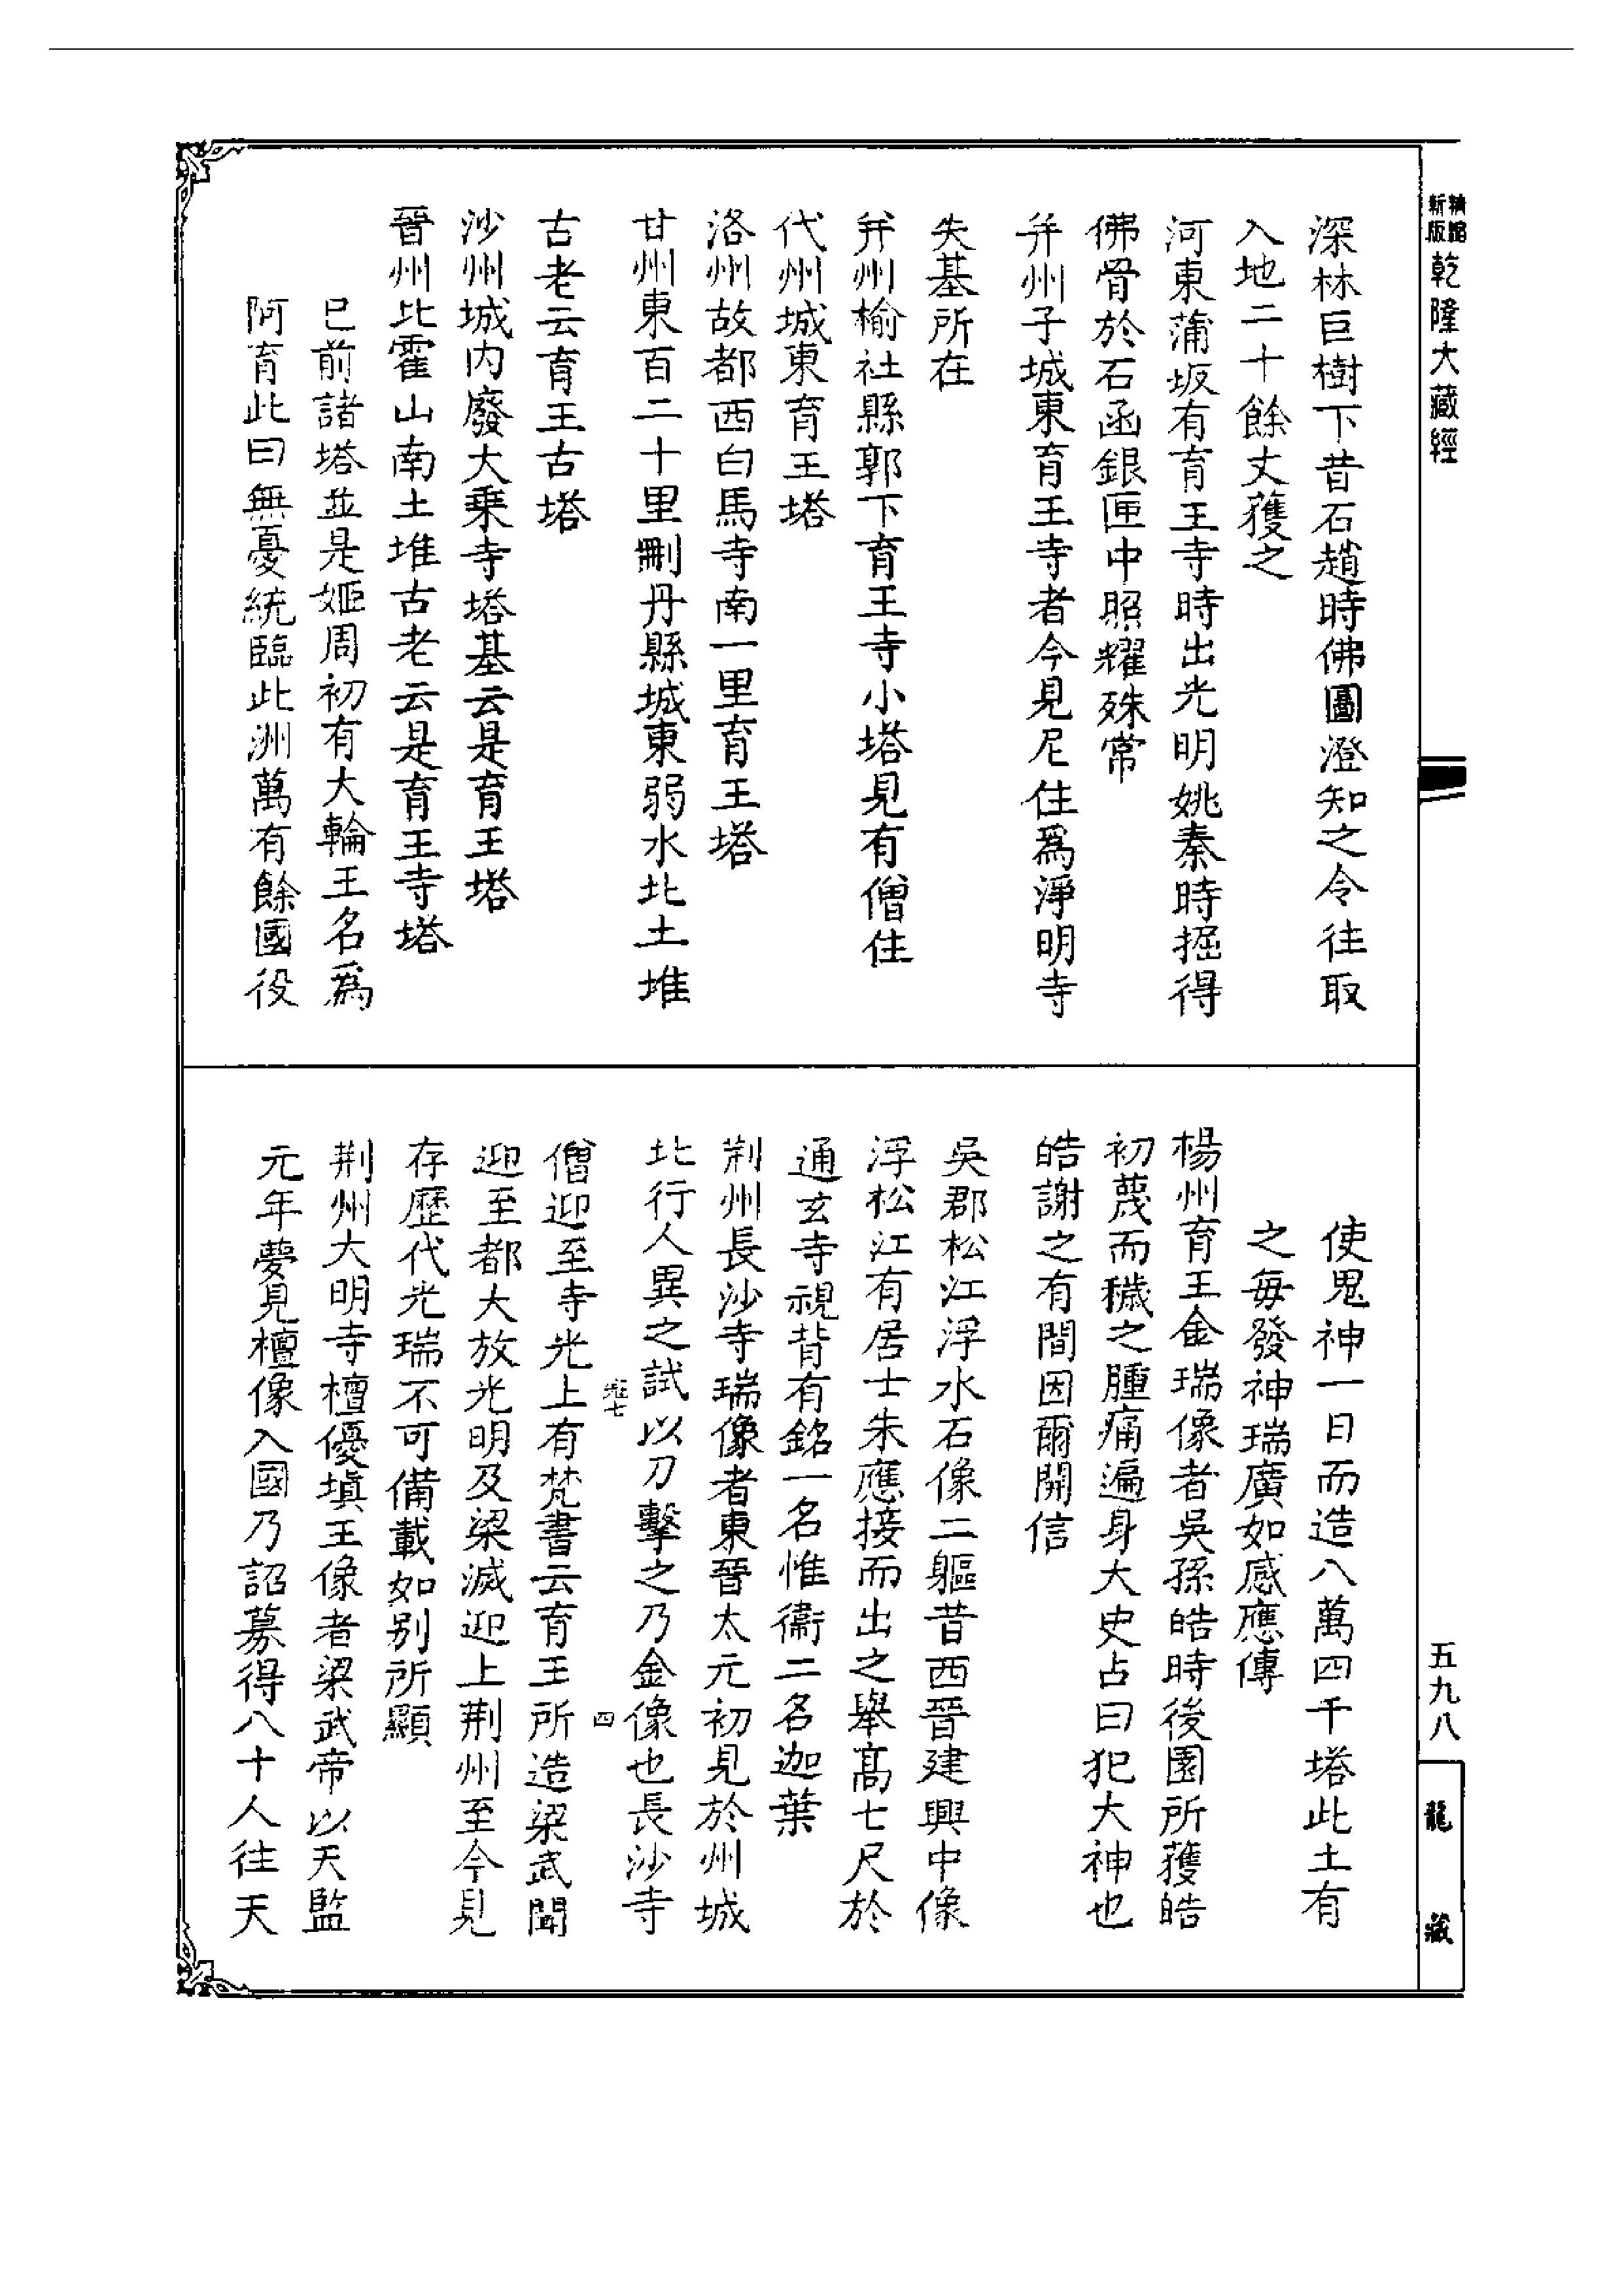 精縮新版乾隆大藏經
深林巨樹下昔石趙時佛圖澄知之令往取
入地二十餘丈獲之
河東蒲坂有育王寺時出光明姚秦時掘得
佛骨於石函銀匣中照耀殊常
并州子城東育王寺者今見尼住爲淨明寺
失基所在
并州榆社縣郭下育王寺小塔見有僧住
代州城東育王塔
洛州故都西白馬寺南一里育王塔
甘州東百二十里刪丹縣城東弱水北土堆
古老云育王古塔
沙州城內廢大乗寺塔基云是育王塔
晉州北霍山南土堆古老云是育王寺塔
巳前諸塔並是姬周初有大輪王名爲
阿育此曰無憂統臨此洲萬有餘國役
使鬼神一日而造八萬四千塔此土有
之每發神瑞廣如感應傳
楊州育王金瑞像者吳孫皓時後園所獲皓
初蔑而穢之腫痛遍身大史占曰犯大神也
皓謝之有間因爾開信
吳郡松江浮水石像二軀昔西晉建興中像
浮松江有居士朱應接而出之舉高七尺於
通玄寺視背有銘一名惟衞二名迦葉
荆州長沙寺瑞像者東晉太元初見於州城
北行人異之試以刀擊之乃金像也長沙寺
僧迎至寺光上有梵書云育王所造梁武聞
迎至都大放光明及梁滅迎上荆州至今見
存歷代光瑞不可備載如別所顯
荆州大明寺檀優塡王像者梁武帝以天監
元年夢見檀像入國乃詔募得八十人往天
七
四
五九八
龍藏